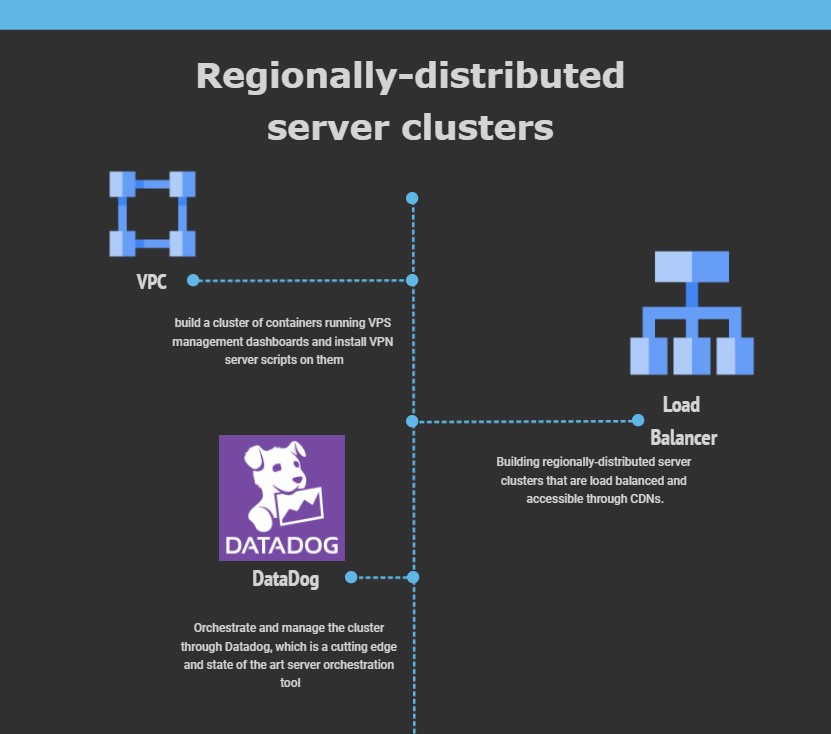 Regionally-distributed
server clusters
VPC
build a cluster of containers running VPS
management dashboards and install VPN
server scripts on them
Load
Balancer
Building regionally-distributed server
clusters that are load balanced and
accessible through CDNs.
DATADOG
DataDog
Orchestrate and manage the cluster
through Datadog, which is a cutting edge
and state of the art server orchestration
tool